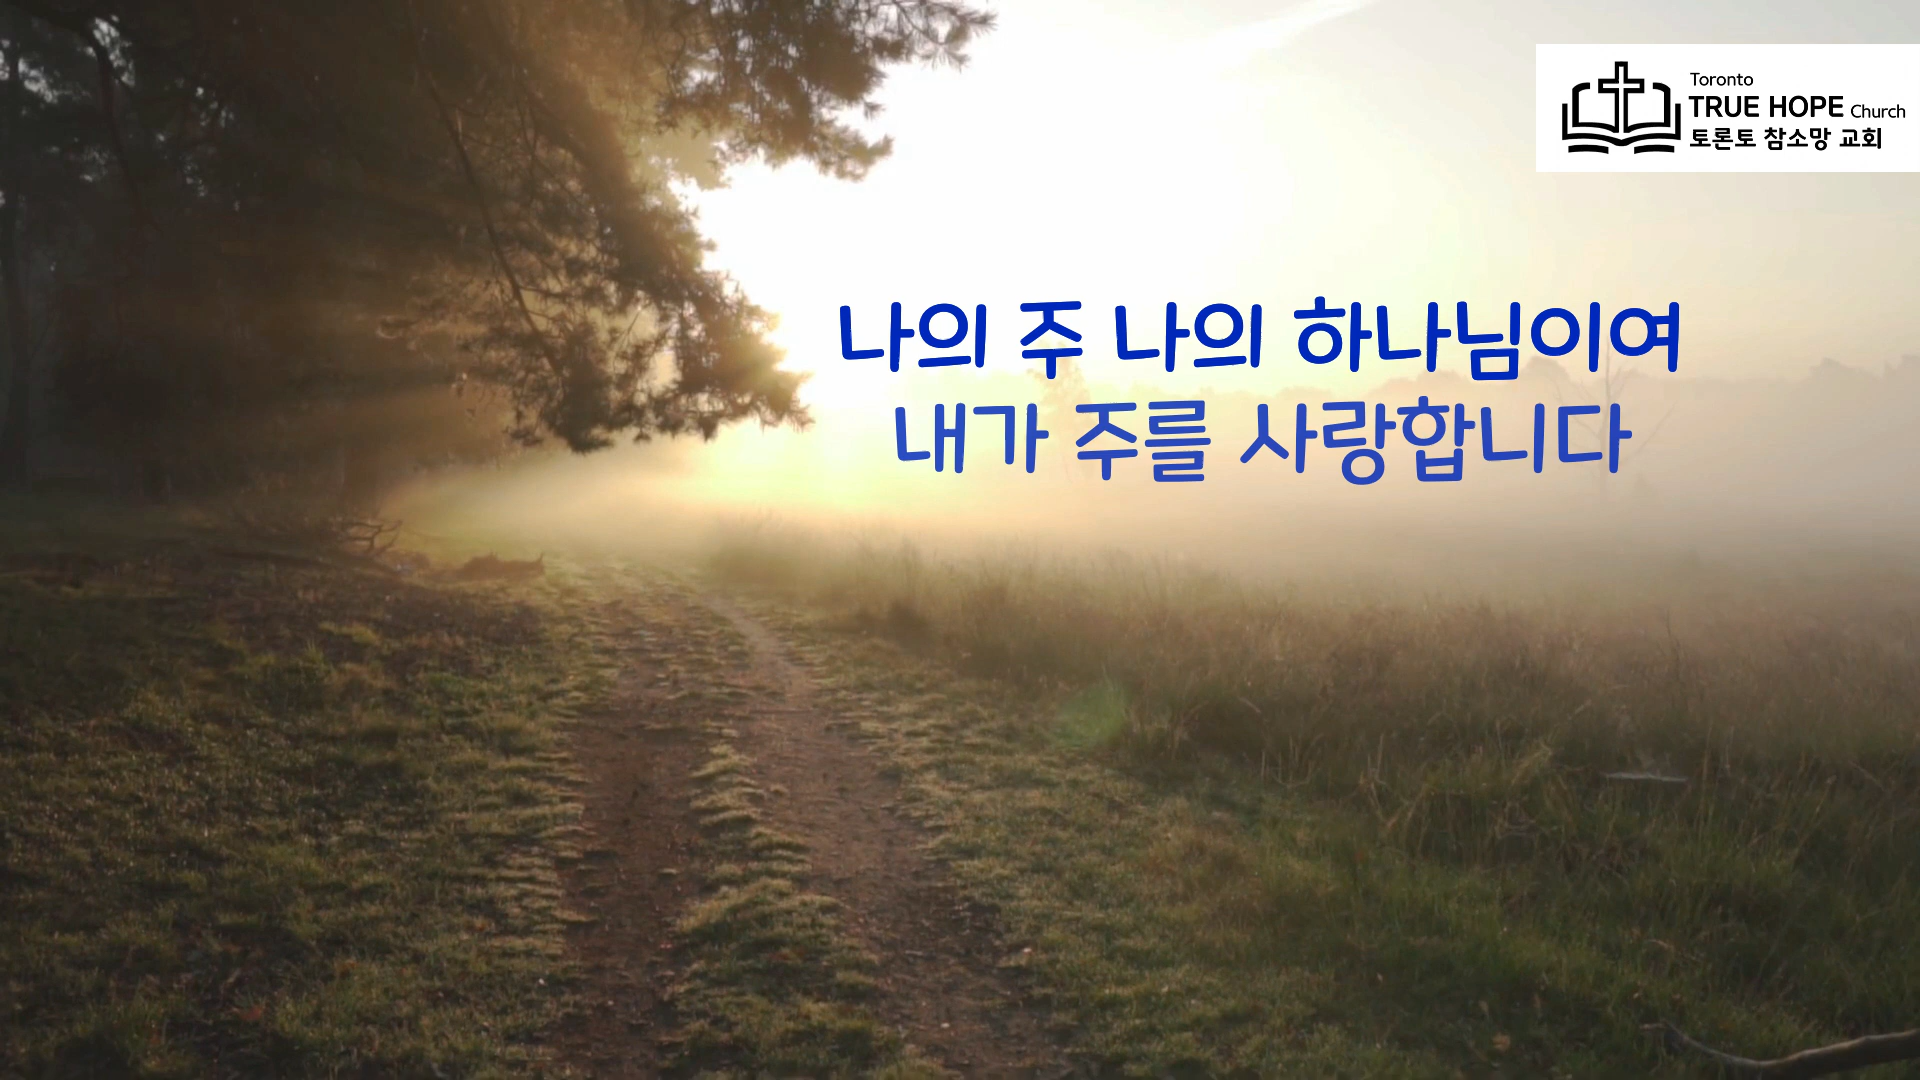 Toronto
TRUE HOPE Church
토론토 참소망 교회
나의 주 나의 하나님이여
내가 주를 사랑합니다